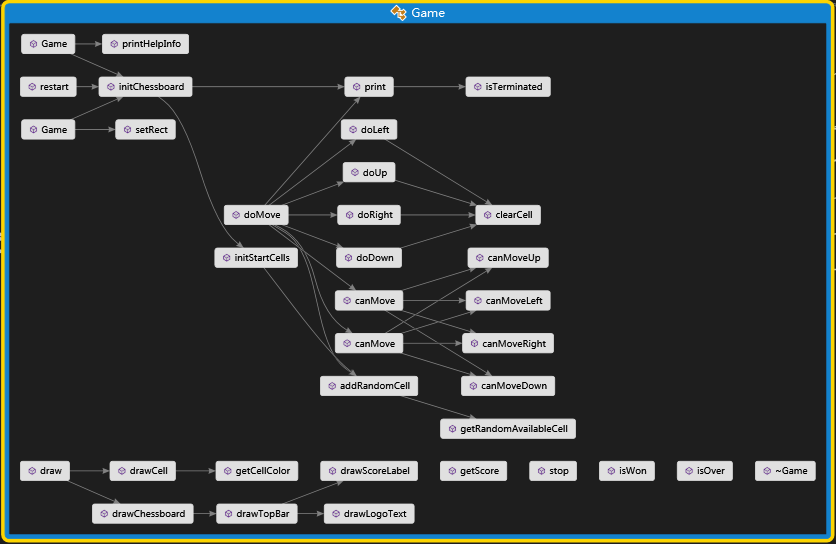 Game
Game printHelpInfo
restart initChessboard print isTerminated
Game setRect doLeft
doUp
doMove doRight clearCell
initStartCells doDown canMoveUp
canMove canMoveLeft
canMove canMoveRight
addRandomCell canMoveDown
getRandomAvailableCell
draw drawCell getCellColor drawScoreLabel getScore stop isWon isOver ~Game
drawChessboard drawTopBar drawLogoText